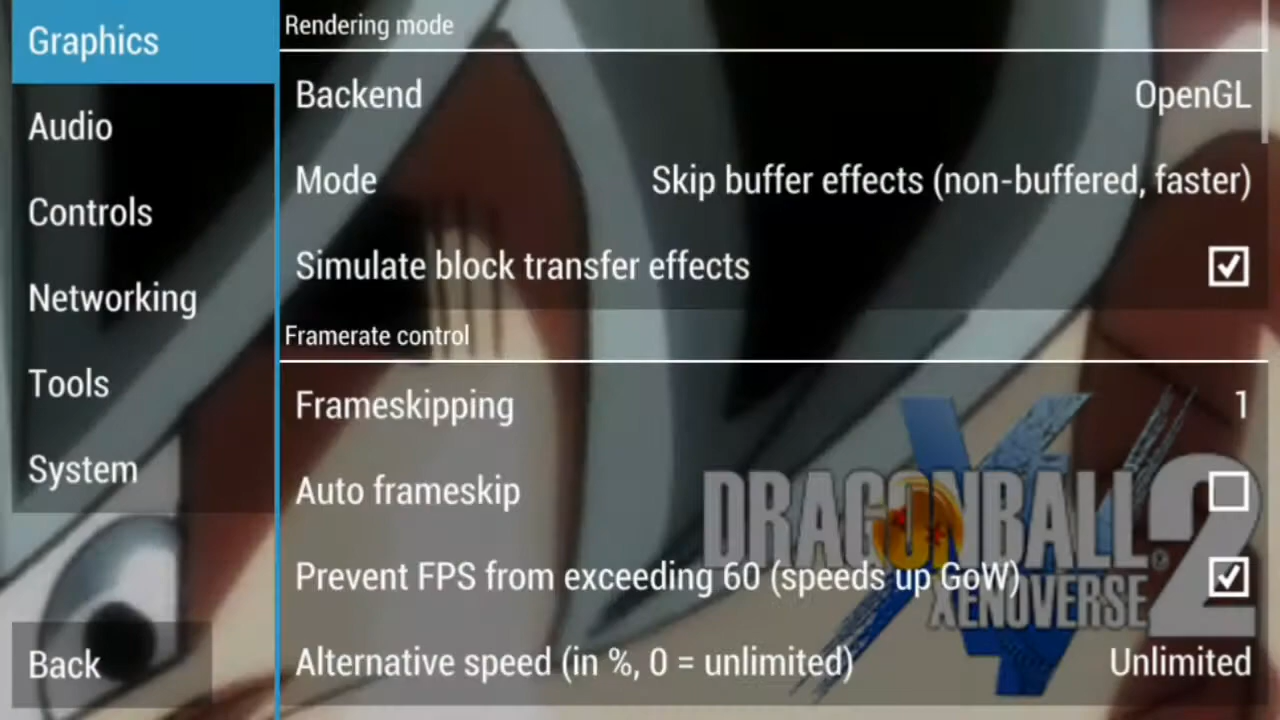 Graphics
Audio
Controls
Networking
Tools
System
Back
Rendering mode
Backend OpenGL
Mode Skip buffer effects (non-buffered, faster)
Simulate block transfer effects
Framerate control
Frameskipping 1
Auto frameskip
Prevent FPS from exceeding 60 (speeds up GoW)
Alternative speed (in %, 0 = unlimited) Unlimited
DRAGONBALL
XENOVERSE 2